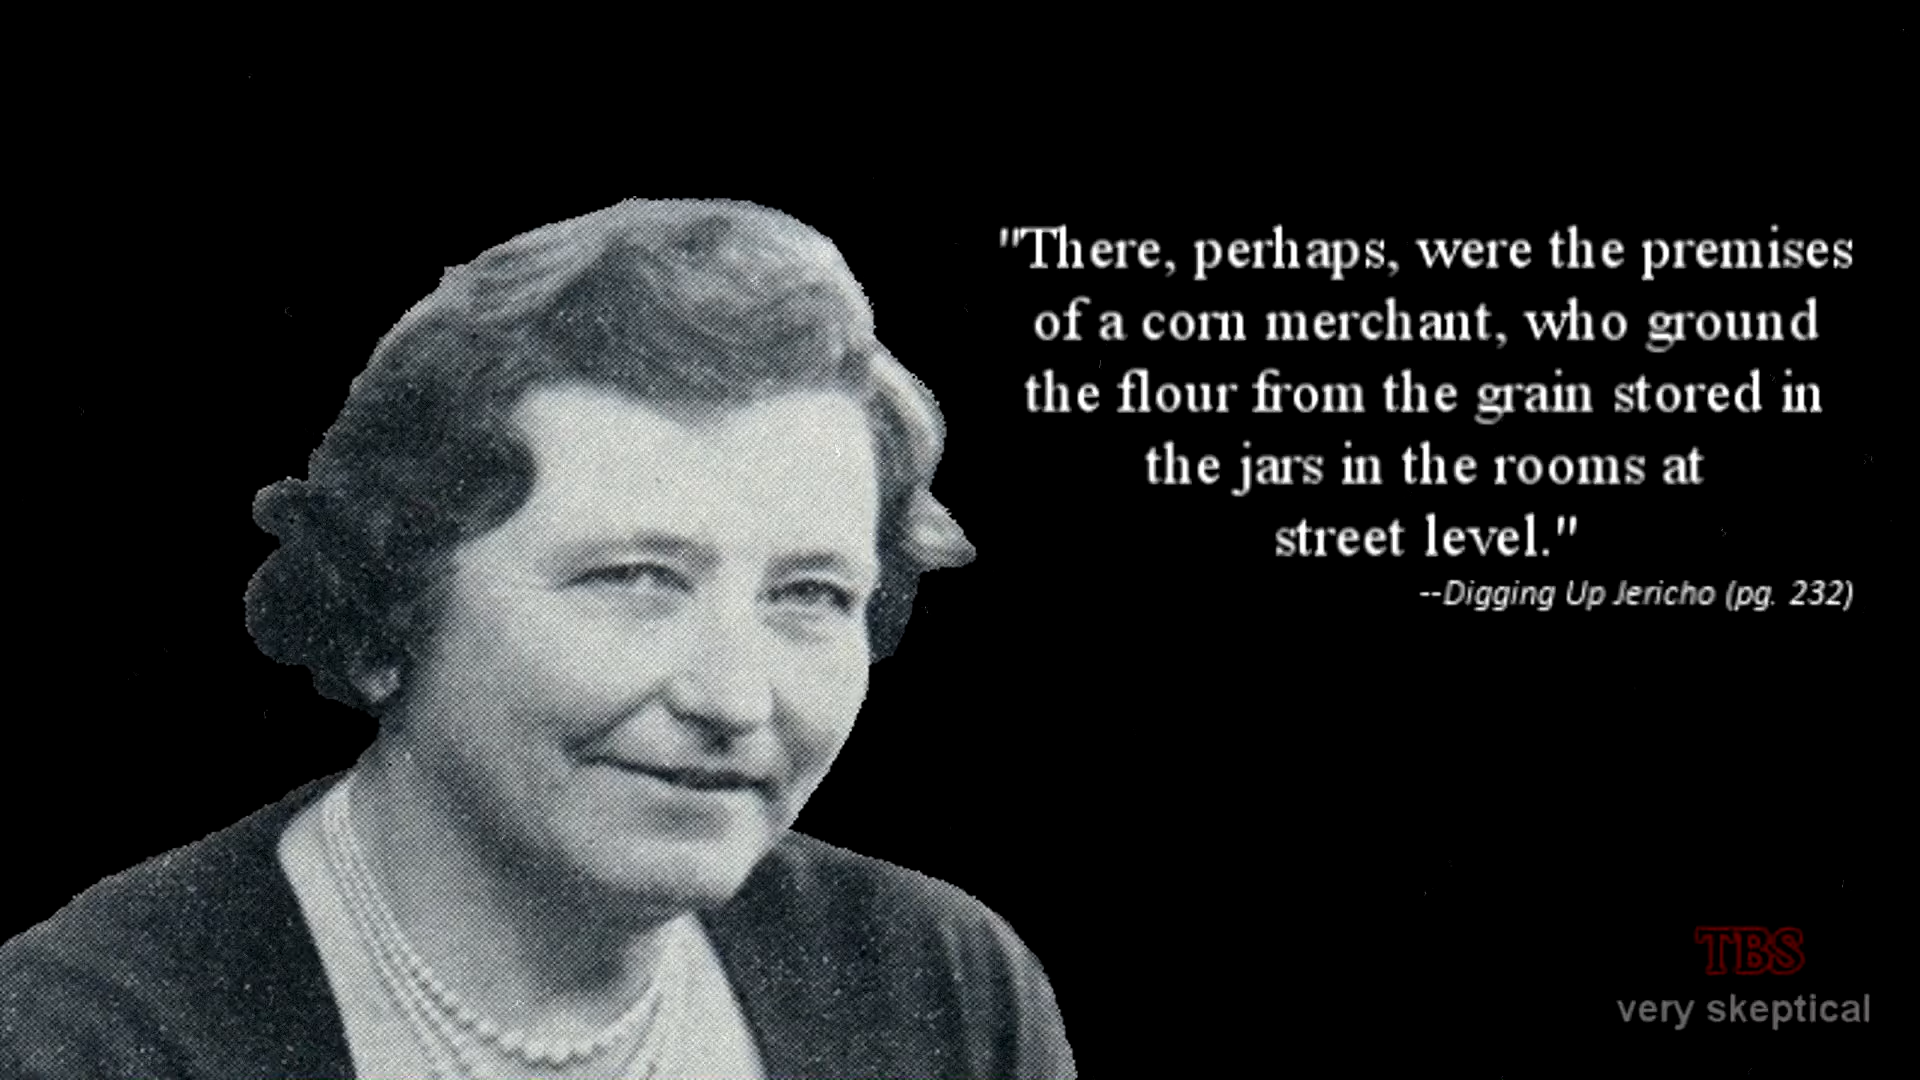 "There, perhaps, were the premises
of a corn merchant, who ground
the flour from the grain stored in
the jars in the rooms at
street level."
--Digging Up Jericho (pg. 232)
TBS
very skeptical